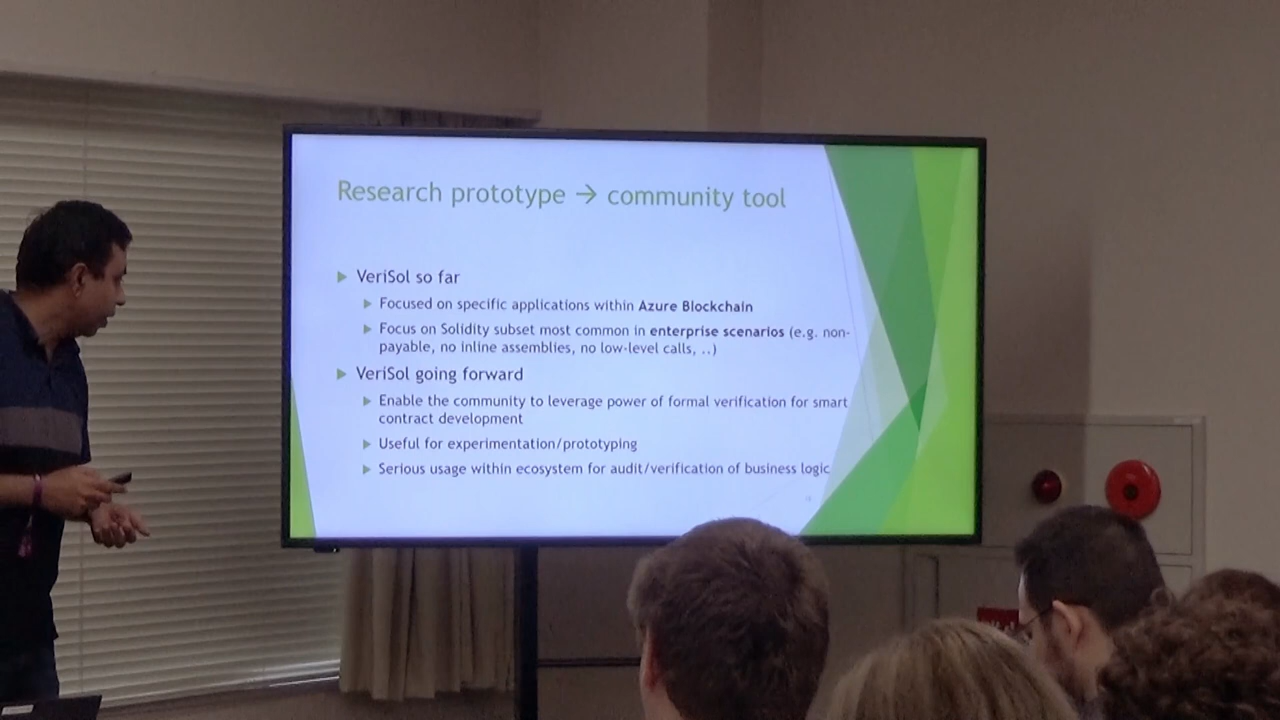 Research prototype → community tool
VeriSol so far
Focused on specific applications within Azure Blockchain
Focus on Solidity subset most common in enterprise scenarios (e.g. non-
payable, no inline assemblies, no low-level calls, ..)
VeriSol going forward
Enable the community to leverage power of formal verification for smart
contract development
Useful for experimentation/prototyping
Serious usage within ecosystem for audit/verification of business logic